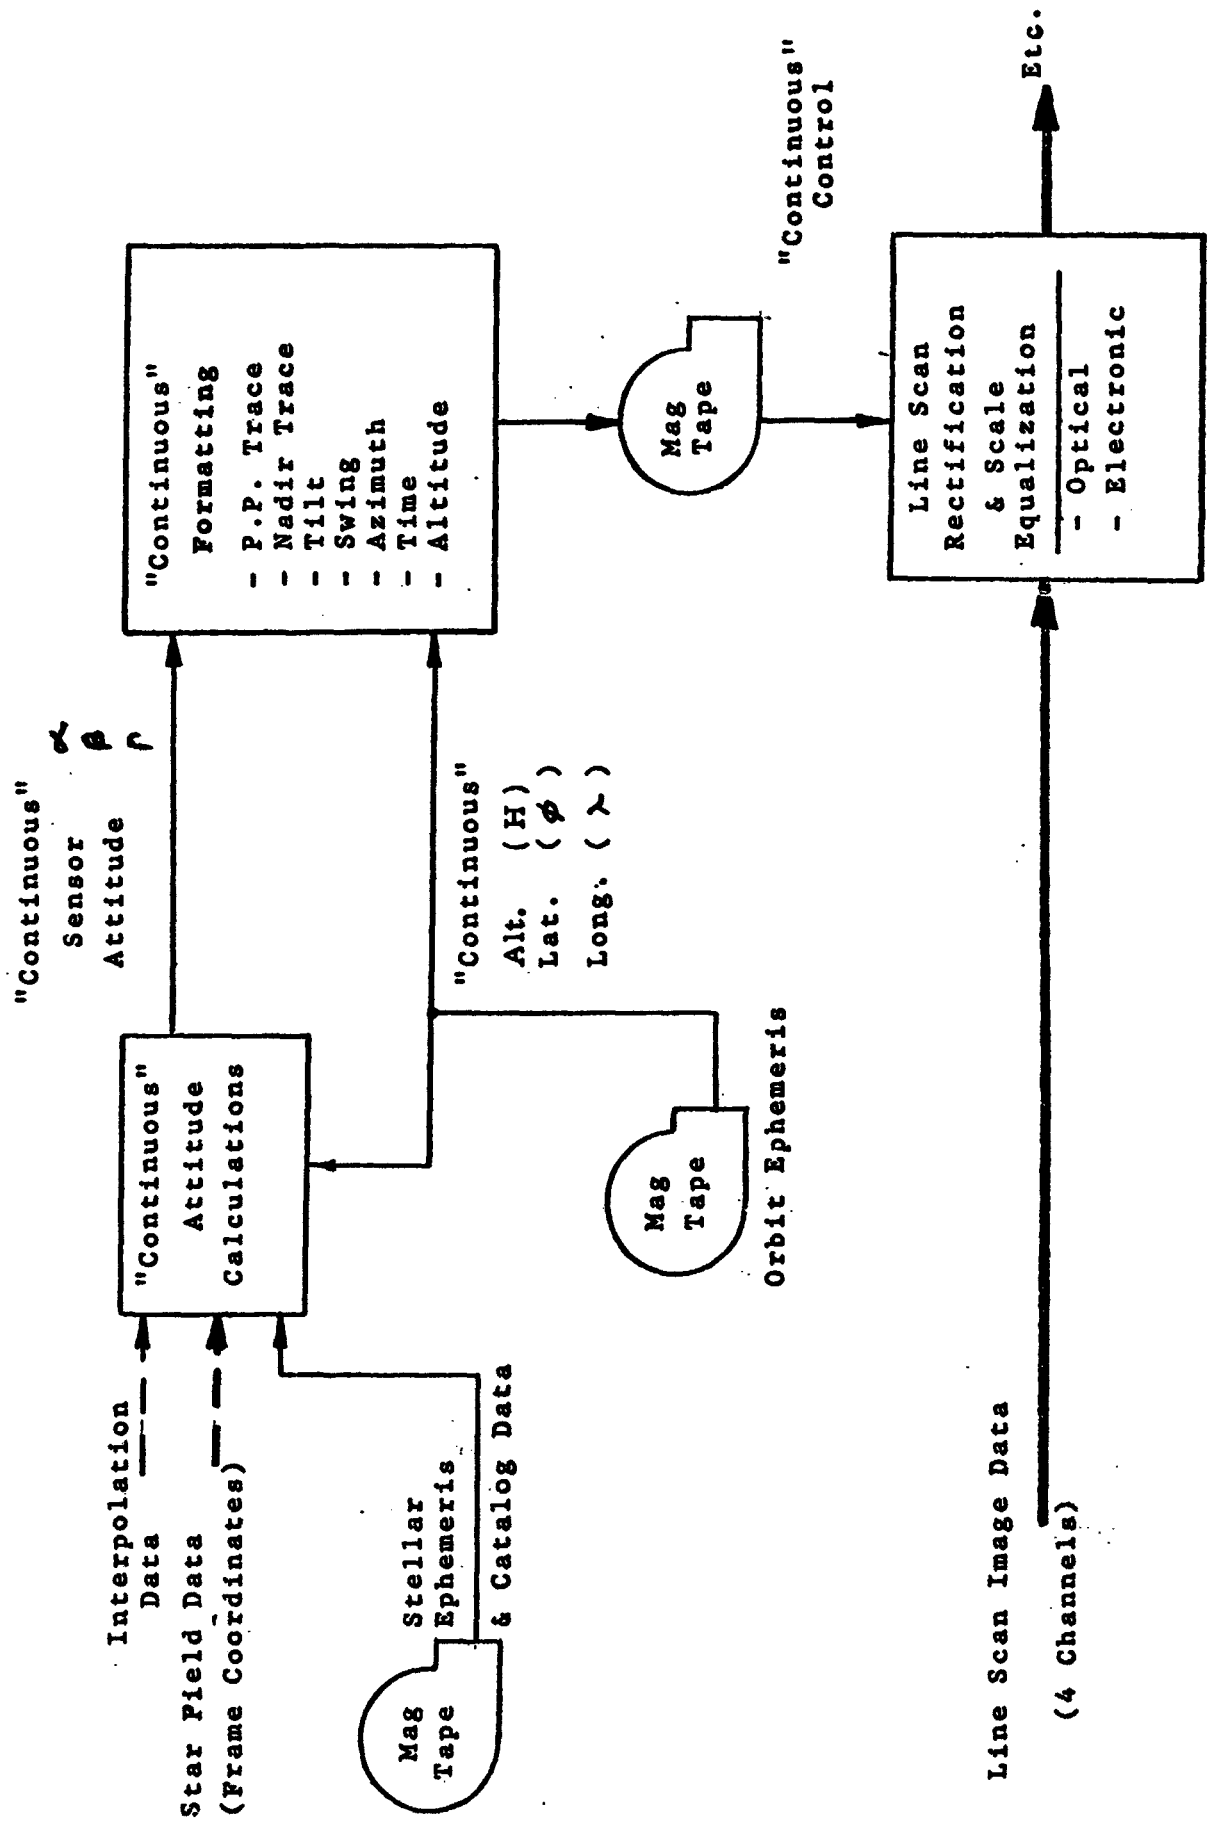 Interpolation
Data
Star Field Data
(Frame Coordinates)
Mag
Tape
Stellar
Ephemeris
& Catalog Data
"Continuous"
Attitude
Calculations
"Continuous"
Sensor
Attitude
α
β
Mag
Tape
Orbit Ephemeris
"Continuous"
Alt. (H)
Lat. (φ)
Long. (λ)
"Continuous"
Formatting
- P.P. Trace
- Nadir Trace
- Tilt
- Swing
- Azimuth
- Time
- Altitude
Mag
Tape
"Continuous"
Control
Line Scan Image Data
(4 Channels)
Line Scan
Rectification
& Scale
Equalization
- Optical
- Electronic
Etc.